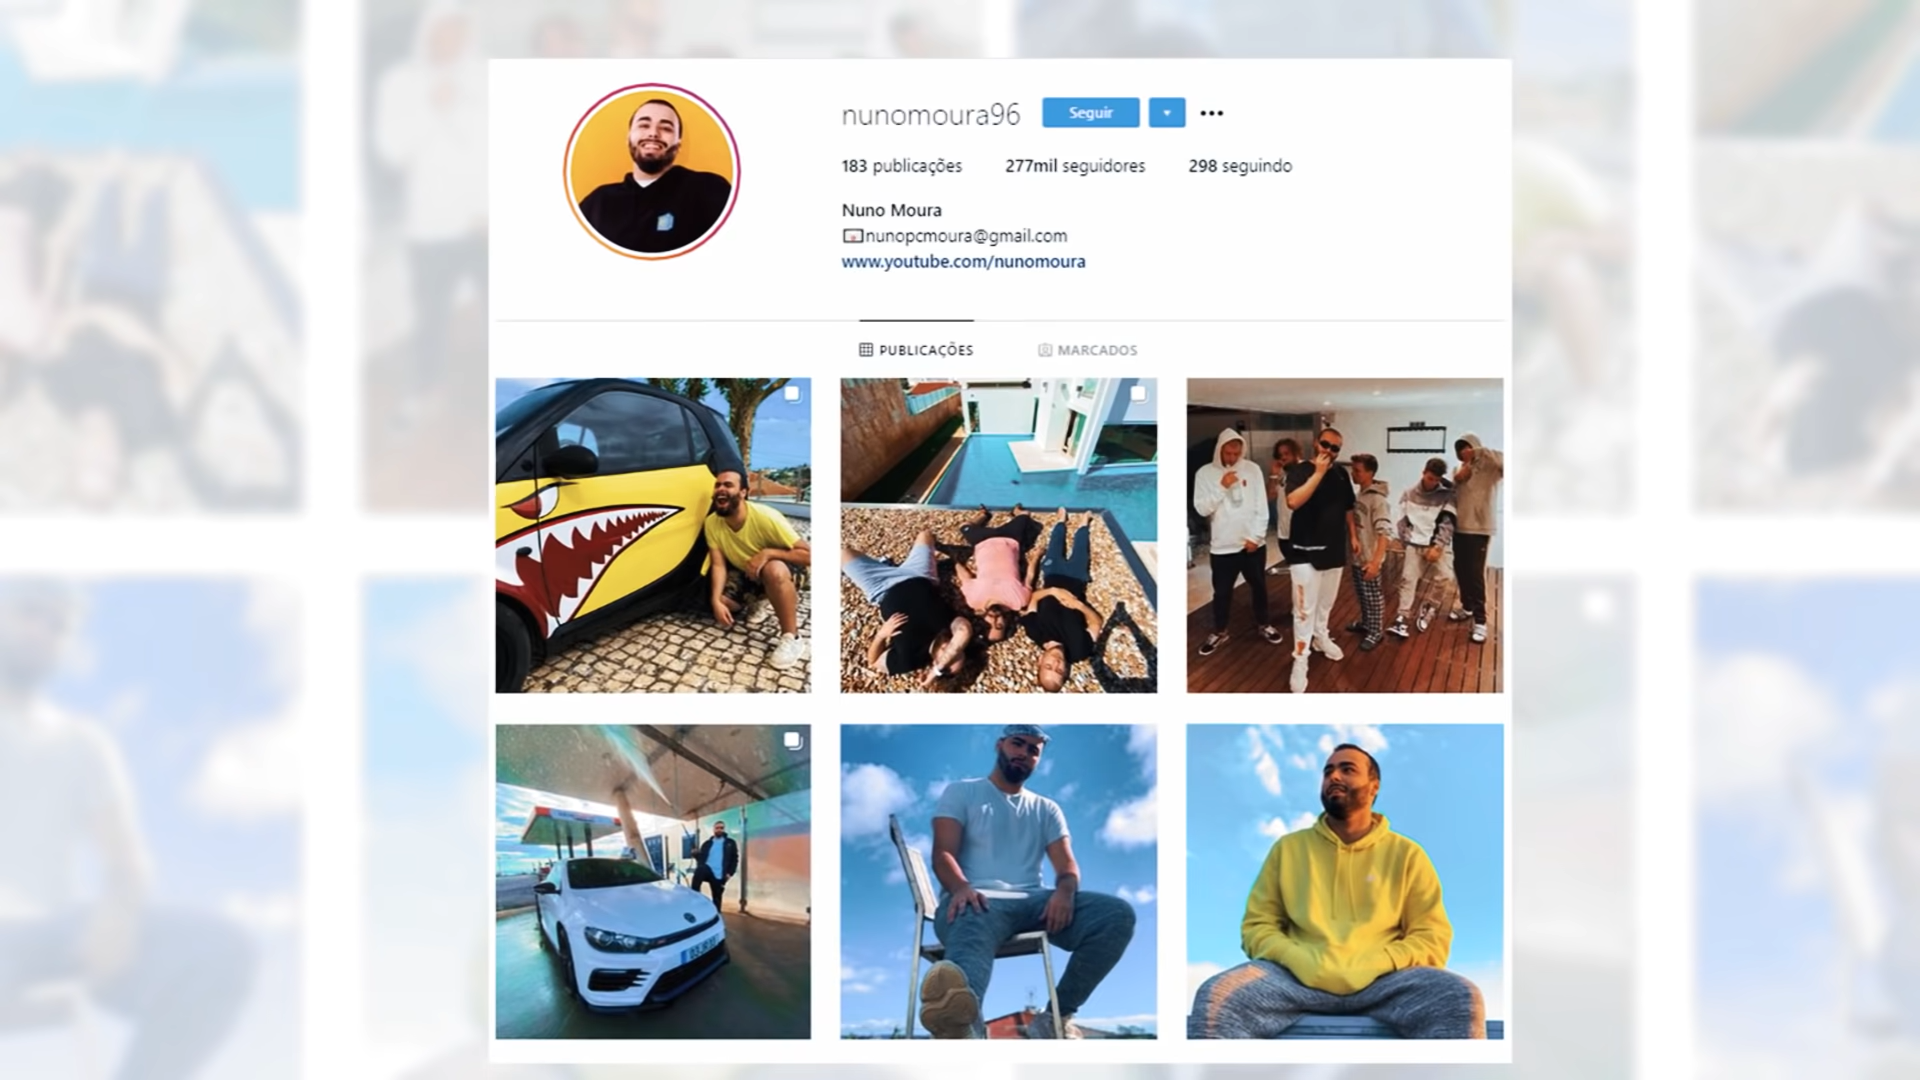 nunomoura96 Seguir
183 publicações 277mil seguidores 298 seguindo
Nuno Moura
nunopcmoura@gmail.com
www.youtube.com/nunomoura
PUBLICAÇÕES MARCADOS